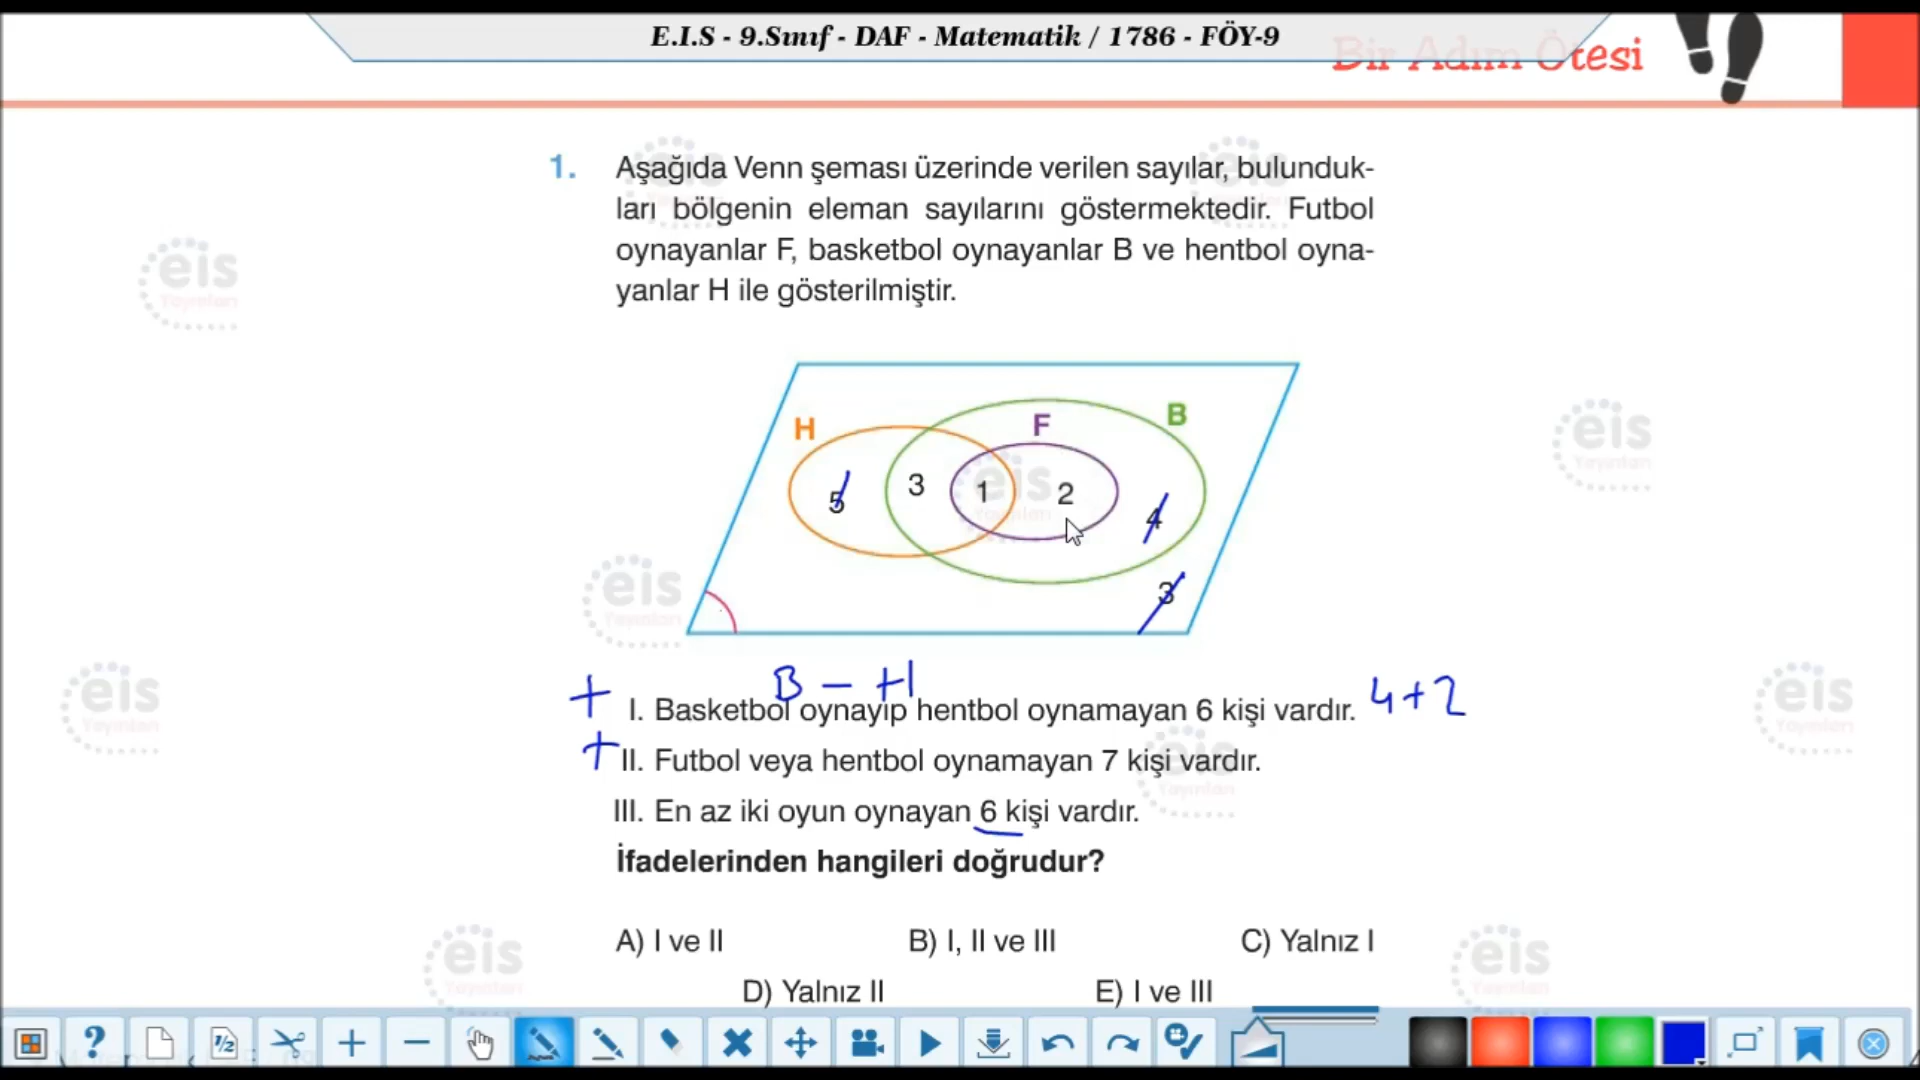 E.I.S - 9.Sınıf - DAF - Matematik / 1786 - FÖY-9
Bir Adım Ötesi
1. Aşağıda Venn şeması üzerinde verilen sayılar, bulunduk-
ları bölgenin eleman sayılarını göstermektedir. Futbol
oynayanlar F, basketbol oynayanlar B ve hentbol oyna-
yanlar H ile gösterilmiştir.
H
F
B
5
3
1
2
4
3
B - H
+ I. Basketbol oynayıp hentbol oynamayan 6 kişi vardır. 4+2
+ II. Futbol veya hentbol oynamayan 7 kişi vardır.
III. En az iki oyun oynayan 6 kişi vardır.
İfadelerinden hangileri doğrudur?
A) I ve II B) I, II ve III C) Yalnız I
D) Yalnız II E) I ve III
eis
Yayınları